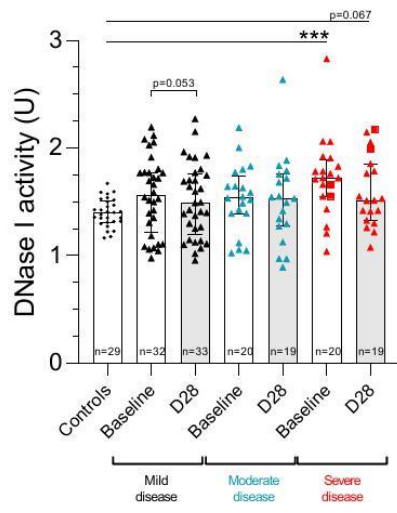 p=0.067
***
3
p=0.053
2
DNase I activity (U)
1
0
n=29
n=32
n=33
n=20
n=19
n=20
n=19
Controls
Baseline
D28
Baseline
D28
Baseline
D28
Mild
disease
Moderate
disease
Severe
disease